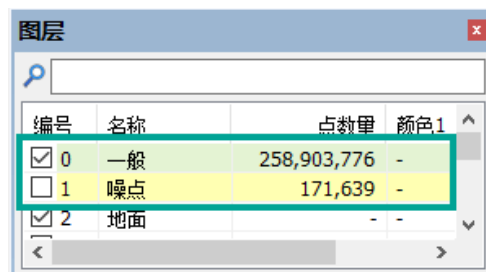 图层
编号 名称 点数量 颜色1
0 一般 258,903,776 -
1 噪点 171,639 -
2 地面 - -